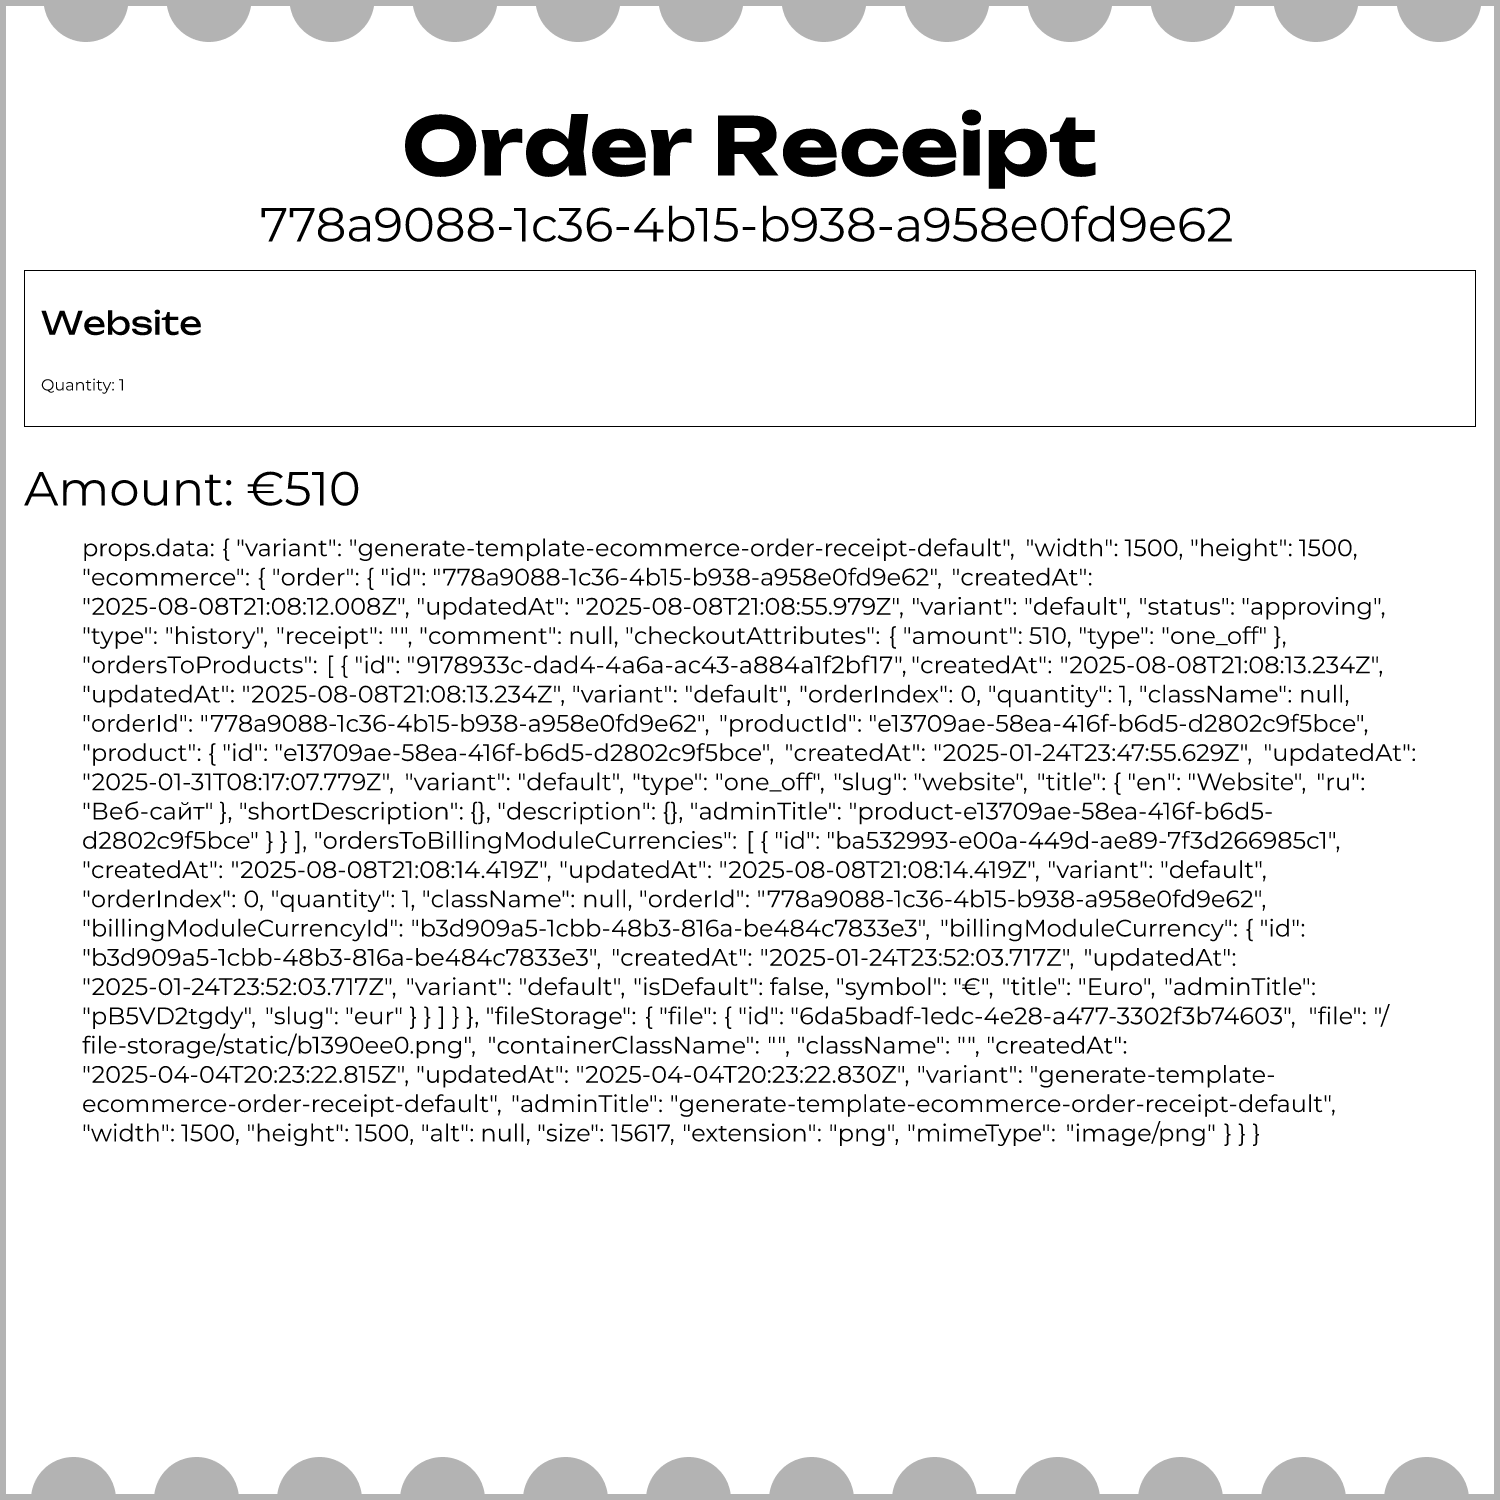 Order Receipt
778a9088-1c36-4b15-b938-a958e0fd9e62
Website
Quantity: 1
Amount: €510
props.data: { "variant": "generate-template-ecommerce-order-receipt-default", "width": 1500, "height": 1500,
"ecommerce": { "order": { "id": "778a9088-1c36-4b15-b938-a958e0fd9e62", "createdAt":
"2025-08-08T21:08:12.008Z", "updatedAt": "2025-08-08T21:08:55.979Z", "variant": "default", "status": "approving",
"type": "history", "receipt": "", "comment": null, "checkoutAttributes": { "amount": 510, "type": "one_off" },
"ordersToProducts": [ { "id": "9178933c-dad4-4a6a-ac43-a884a1f2bf17", "createdAt": "2025-08-08T21:08:13.234Z",
"updatedAt": "2025-08-08T21:08:13.234Z", "variant": "default", "orderIndex": 0, "quantity": 1, "className": null,
"orderId": "778a9088-1c36-4b15-b938-a958e0fd9e62", "productId": "e13709ae-58ea-416f-b6d5-d2802c9f5bce",
"product": { "id": "e13709ae-58ea-416f-b6d5-d2802c9f5bce", "createdAt": "2025-01-24T23:47:55.629Z", "updatedAt":
"2025-01-31T08:17:07.779Z", "variant": "default", "type": "one_off", "slug": "website", "title": { "en": "Website", "ru":
"Веб-сайт" }, "shortDescription": {}, "description": {}, "adminTitle": "product-e13709ae-58ea-416f-b6d5-
d2802c9f5bce" } } ], "ordersToBillingModuleCurrencies": [ { "id": "ba532993-e00a-449d-ae89-7f3d266985c1",
"createdAt": "2025-08-08T21:08:14.419Z", "updatedAt": "2025-08-08T21:08:14.419Z", "variant": "default",
"orderIndex": 0, "quantity": 1, "className": null, "orderId": "778a9088-1c36-4b15-b938-a958e0fd9e62",
"billingModuleCurrencyId": "b3d909a5-1cbb-48b3-816a-be484c7833e3", "billingModuleCurrency": { "id":
"b3d909a5-1cbb-48b3-816a-be484c7833e3", "createdAt": "2025-01-24T23:52:03.717Z", "updatedAt":
"2025-01-24T23:52:03.717Z", "variant": "default", "isDefault": false, "symbol": "€", "title": "Euro", "adminTitle":
"pB5VD2tgdy", "slug": "eur" } } ] } }, "fileStorage": { "file": { "id": "6da5badf-1edc-4e28-a477-3302f3b74603", "file": "/
file-storage/static/b1390ee0.png", "containerClassName": "", "className": "", "createdAt":
"2025-04-04T20:23:22.815Z", "updatedAt": "2025-04-04T20:23:22.830Z", "variant": "generate-template-
ecommerce-order-receipt-default", "adminTitle": "generate-template-ecommerce-order-receipt-default",
"width": 1500, "height": 1500, "alt": null, "size": 15617, "extension": "png", "mimeType": "image/png" } } }